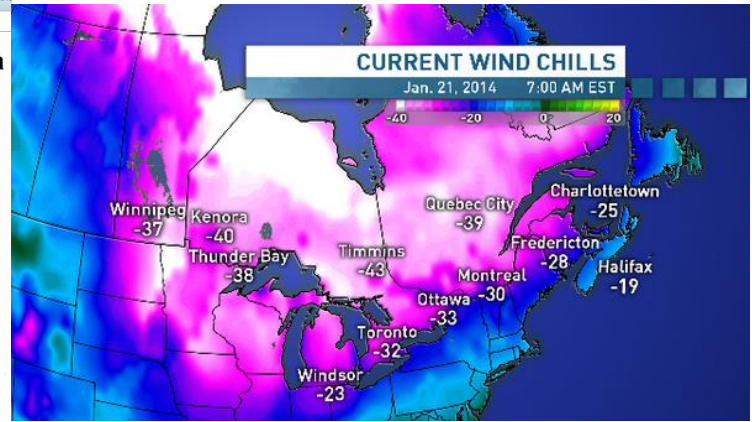 CURRENT WIND CHILLS
Jan. 21, 2014 7:00 AM EST
-40 -20 0 20
Winnipeg
-37
Kenora
-40
Thunder Bay
-38
Timmins
-43
Quebec City
-39
Charlottetown
-25
Fredericton
-28
Halifax
-19
Montreal
-30
Ottawa
-33
Toronto
-32
Windsor
-23